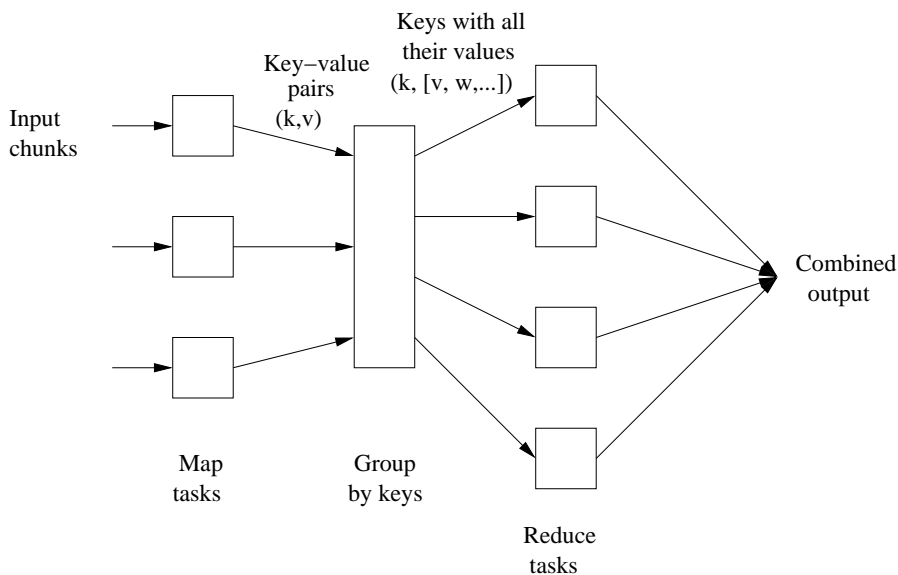 Input
chunks
Key−value
pairs
(k,v)
Keys with all
their values
(k, [v, w,...])
Combined
output
Map
tasks
Group
by keys
Reduce
tasks